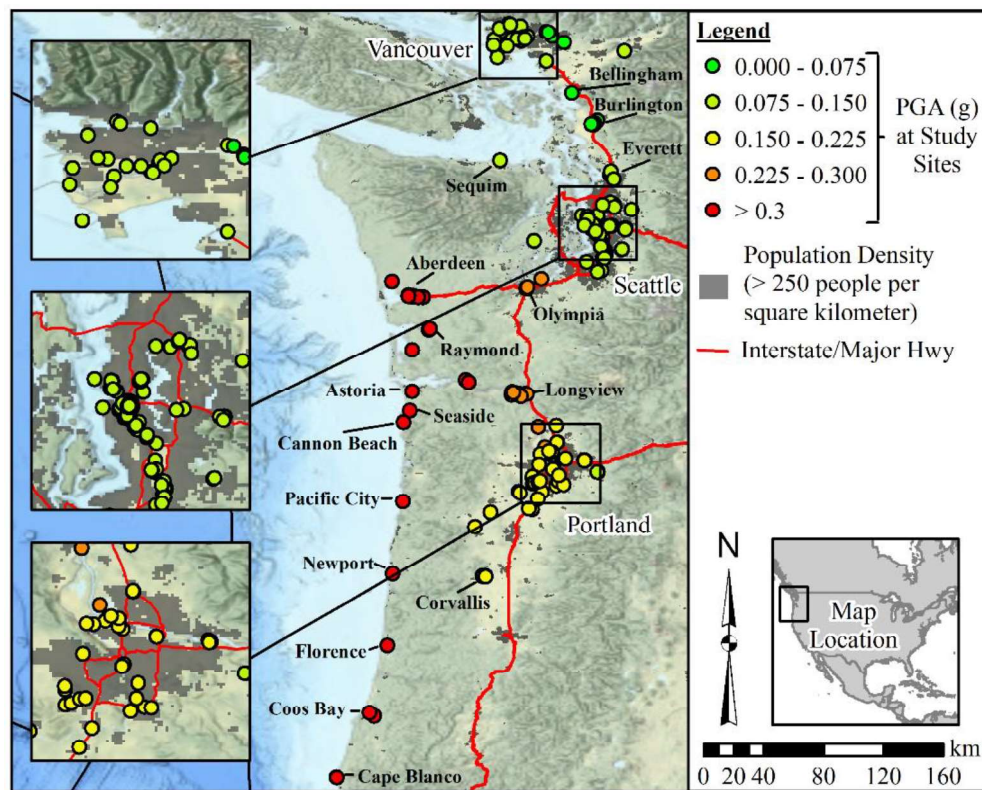 Vancouver
Bellingham
Burlington
Everett
Sequim
Seattle
Aberdeen
Olympia
Raymond
Astoria
Longview
Seaside
Cannon Beach
Pacific City
Portland
Newport
Corvallis
Florence
Coos Bay
Cape Blanco
Legend
0.000 - 0.075
0.075 - 0.150
0.150 - 0.225
0.225 - 0.300
> 0.3
PGA (g)
at Study
Sites
Population Density
(> 250 people per
square kilometer)
Interstate/Major Hwy
N
Map
Location
km
0 20 40 80 120 160